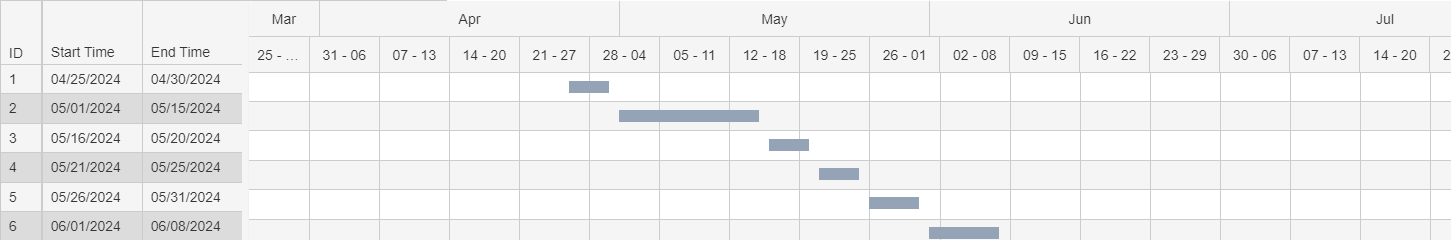 Mar Apr May Jun Jul
ID Start Time End Time 25 - ... 31 - 06 07 - 13 14 - 20 21 - 27 28 - 04 05 - 11 12 - 18 19 - 25 26 - 01 02 - 08 09 - 15 16 - 22 23 - 29 30 - 06 07 - 13 14 - 20 2
1 04/25/2024 04/30/2024
2 05/01/2024 05/15/2024
3 05/16/2024 05/20/2024
4 05/21/2024 05/25/2024
5 05/26/2024 05/31/2024
6 06/01/2024 06/08/2024